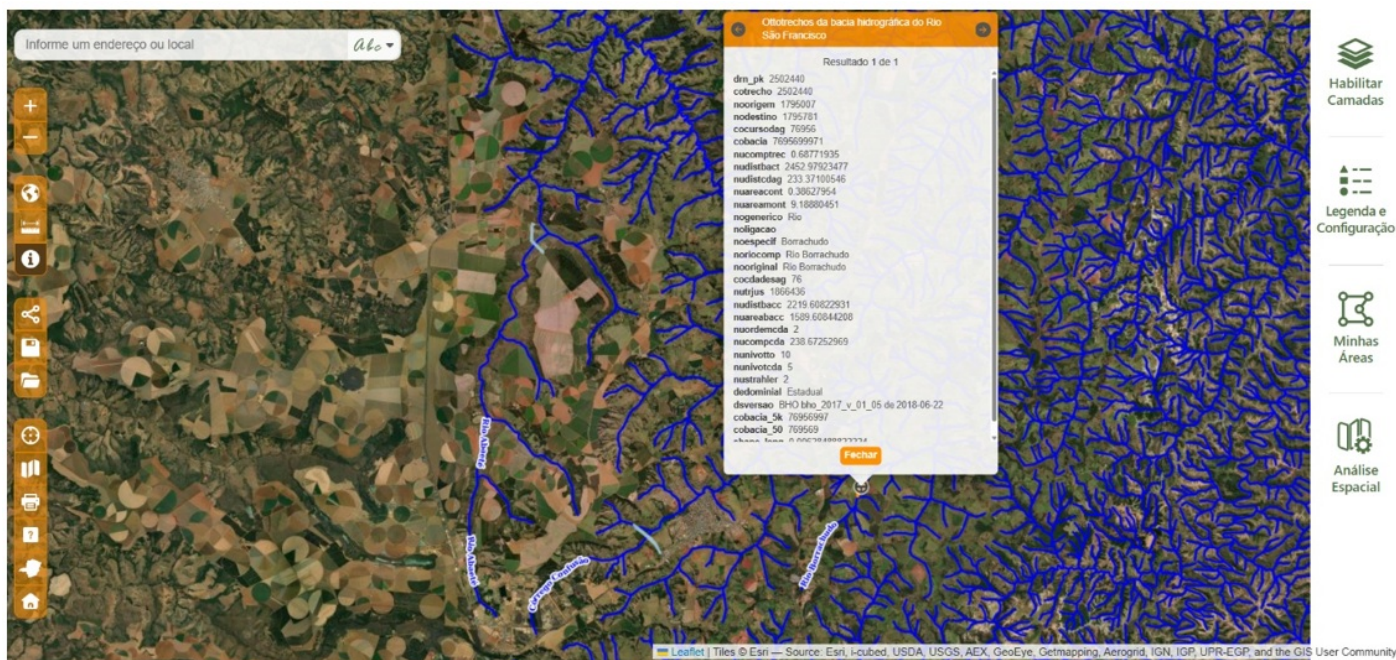 Informe um endereço ou local
Abc
Ottotrechos da bacia hidrográfica do Rio
São Francisco
Resultado 1 de 1
drn_pk 2502440
cotrecho 2502440
noorigem 1795007
nodestino 1795781
cocursodag 76956
cobacia 7695699971
nucomptrec 0.68771935
nudistbact 2452.97923477
nudistcdag 233.37100546
nuareacont 0.38627954
nuareamont 9.18880451
nogenerico Rio
noligacao
noespecif Borrachudo
noriocomp Rio Borrachudo
nooriginal Rio Borrachudo
cocdadesag 76
nutrjus 1866436
nudistbacc 2219.60822931
nuareabacc 1589.60844208
nuordemcda 2
nucompcda 238.67252969
nunivotto 10
nunivotcda 5
nustrahler 2
dedominial Estadual
dsversao BHO bho_2017_v_01_05 de 2018-06-22
cobacia_5k 76956997
cobacia_50 769569
Fechar
Habilitar
Camadas
Legenda e
Configuração
Minhas
Áreas
Análise
Espacial
Rio Abaeté
Rio Abaeté
Córrego Confusão
Rio Borrachudo
Leaflet | Tiles © Esri — Source: Esri, i-cubed, USDA, USGS, AEX, GeoEye, Getmapping, Aerogrid, IGN, IGP, UPR-EGP, and the GIS User Community